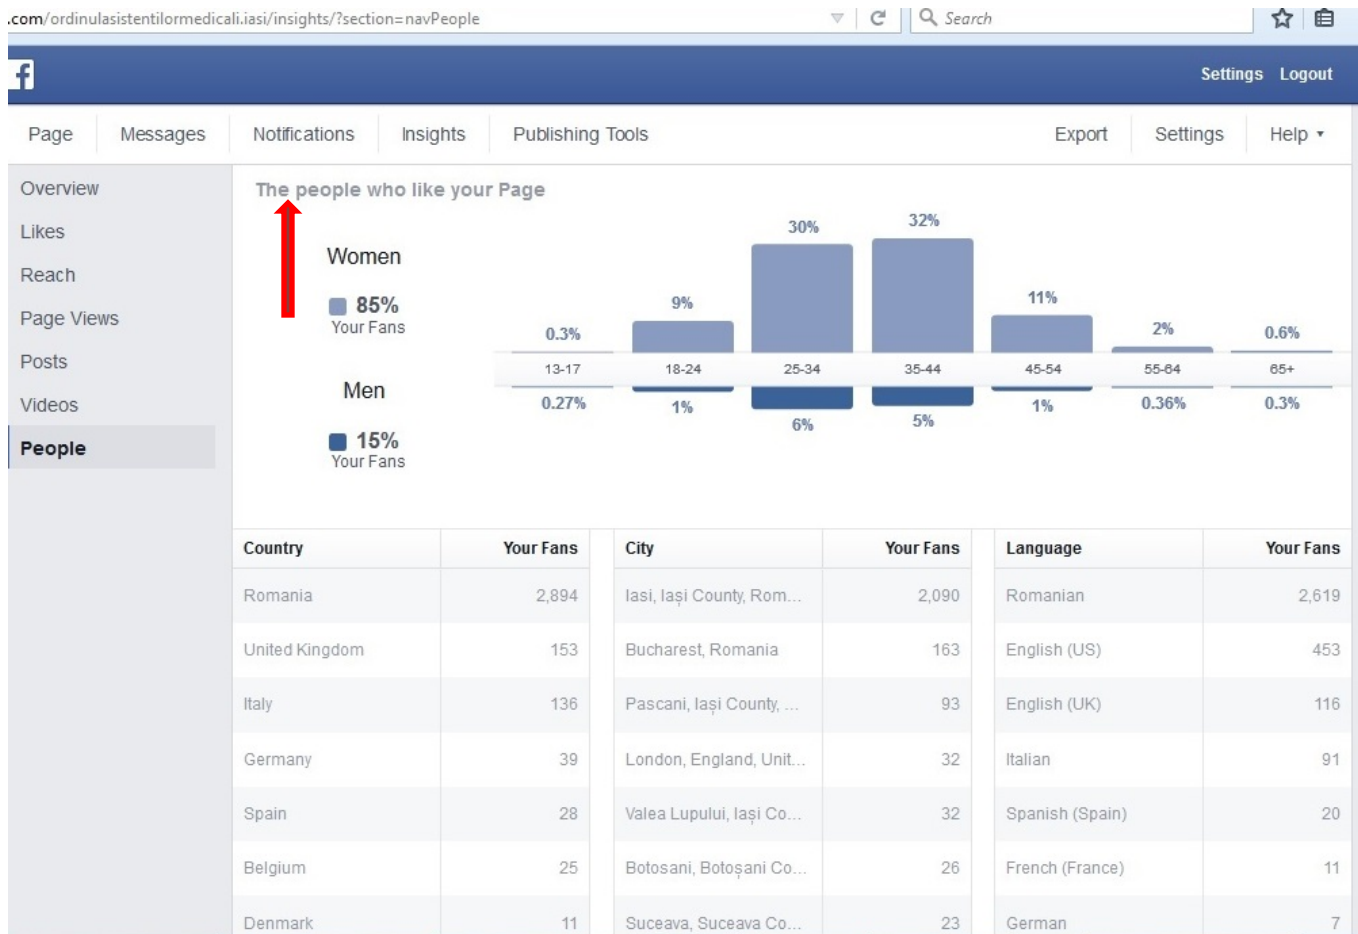 .com/ordinulasistentilormedicali.iasi/insights/?section=navPeople
Search
f
Settings Logout
Page Messages Notifications Insights Publishing Tools Export Settings Help
Overview
Likes
Reach
Page Views
Posts
Videos
People
The people who like your Page
Women
85%
Your Fans
Men
15%
Your Fans
0.3% 9% 30% 32% 11% 2% 0.6%
13-17 18-24 25-34 35-44 45-54 55-64 65+
0.27% 1% 6% 5% 1% 0.36% 0.3%
Country Your Fans City Your Fans Language Your Fans
Romania 2,894 Iasi, Iași County, Rom... 2,090 Romanian 2,619
United Kingdom 153 Bucharest, Romania 163 English (US) 453
Italy 136 Pascani, Iași County, ... 93 English (UK) 116
Germany 39 London, England, Unit... 32 Italian 91
Spain 28 Valea Lupului, Iași Co... 32 Spanish (Spain) 20
Belgium 25 Botosani, Botoșani Co... 26 French (France) 11
Denmark 11 Suceava, Suceava Co... 23 German 7